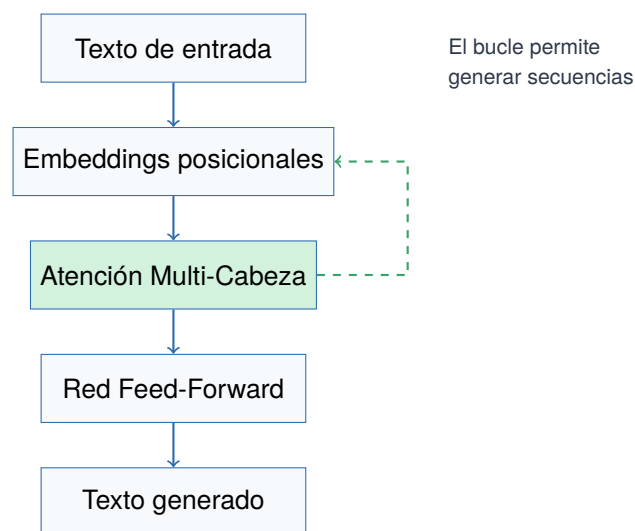 Texto de entrada
El bucle permite
generar secuencias
Embeddings posicionales
Atención Multi-Cabeza
Red Feed-Forward
Texto generado